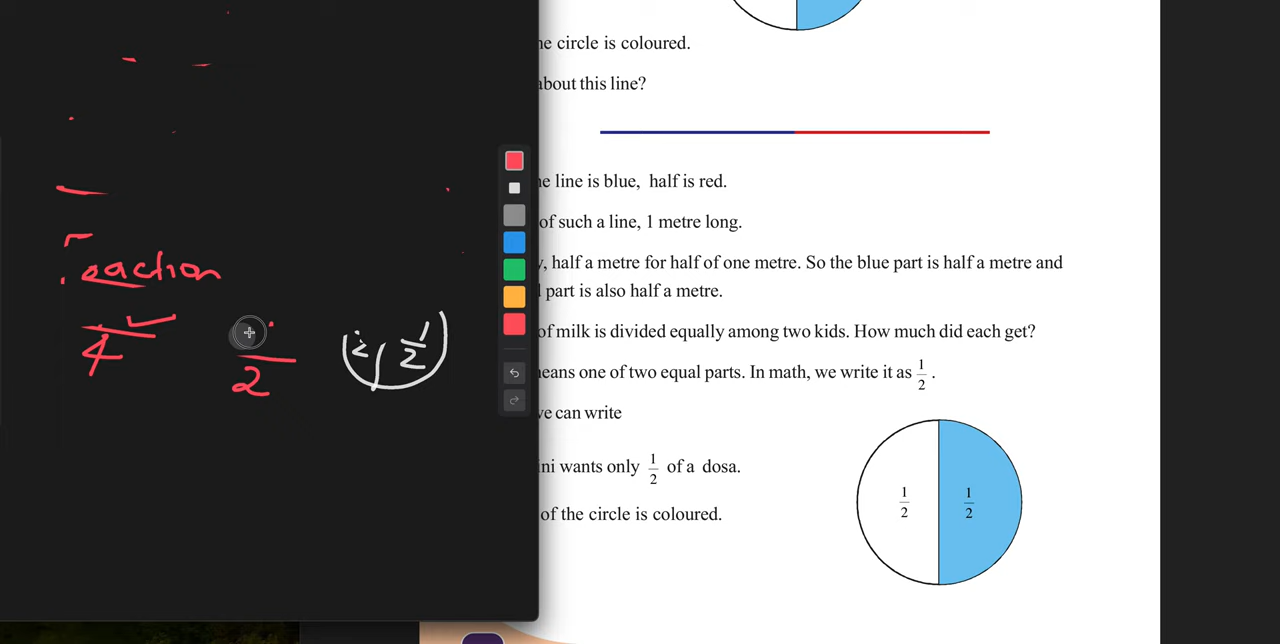 he circle is coloured.
about this line?
he line is blue, half is red.
of such a line, 1 metre long.
y, half a metre for half of one metre. So the blue part is half a metre and
l part is also half a metre.
of milk is divided equally among two kids. How much did each get?
neans one of two equal parts. In math, we write it as 1/2 .
ve can write
ini wants only 1/2 of a dosa.
of the circle is coloured.
1/2 1/2
raction
4
2
1/2